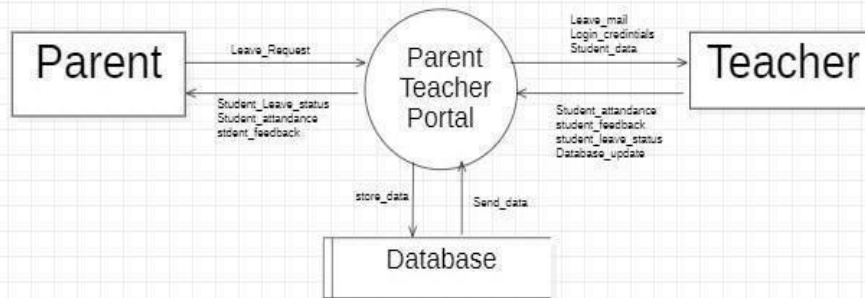 Parent
Leave_Request
Student_Leave_status
Student_attandance
stdent_feedback
Parent
Teacher
Portal
Leave_mail
Login_credintials
Student_data
Teacher
Student_attandance
student_feedback
student_leave_status
Database_update
store_data
Send_data
Database